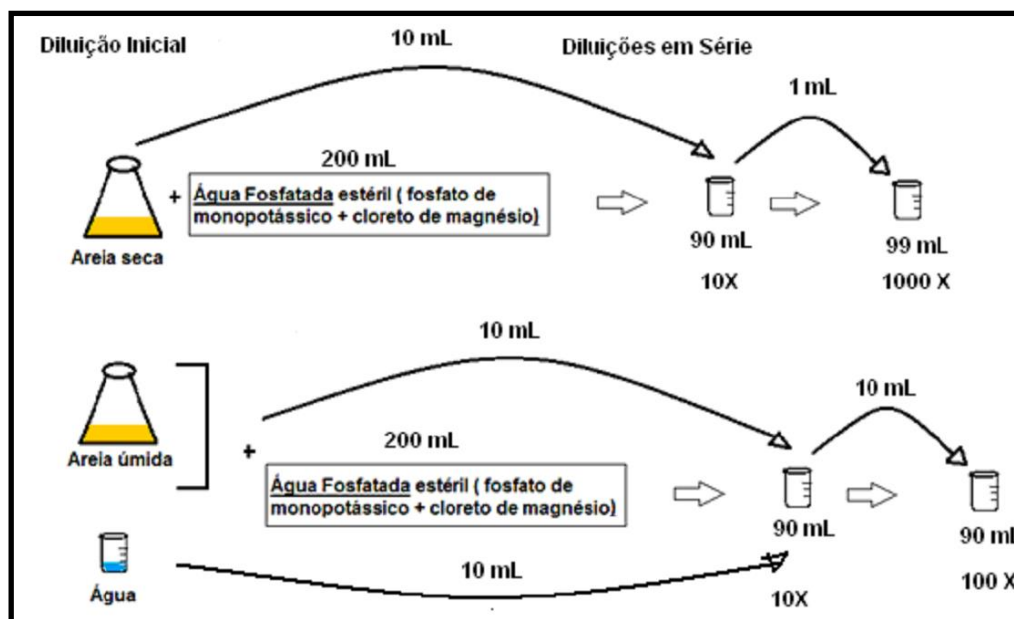 Diluição Inicial
10 mL
Diluições em Série
1 mL
200 mL
+
Água Fosfatada estéril ( fosfato de
monopotássico + cloreto de magnésio)
Areia seca
90 mL
99 mL
10X
1000 X
10 mL
10 mL
Areia úmida
+
200 mL
Água Fosfatada estéril ( fosfato de
monopotássico + cloreto de magnésio)
90 mL
90 mL
Água
10 mL
10X
100 X